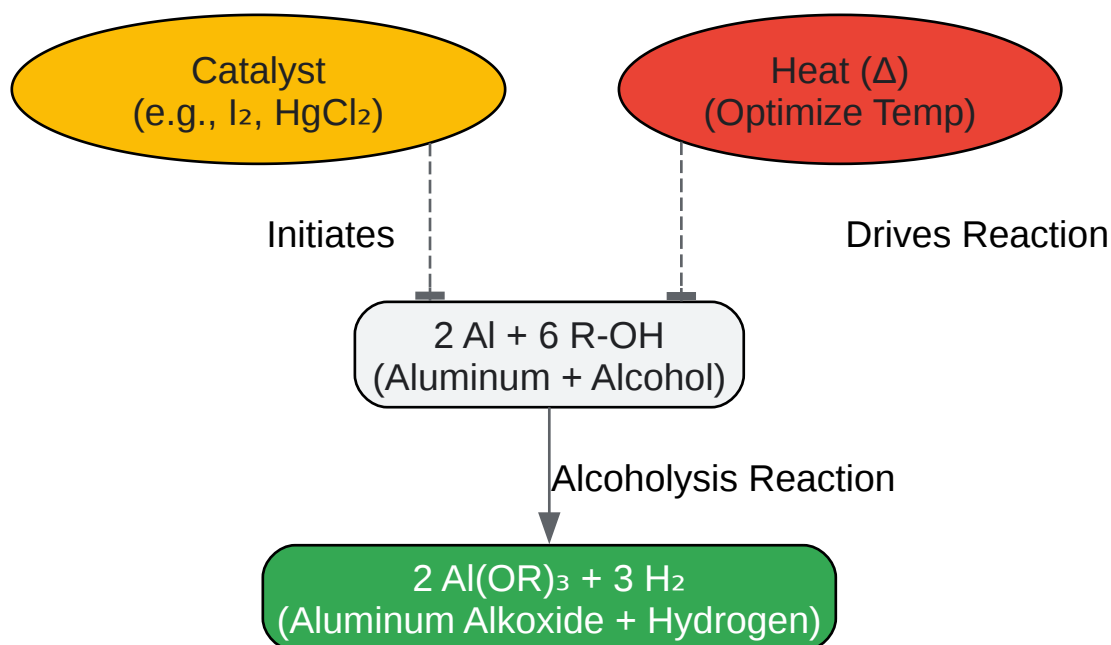 Catalyst
(e.g., I₂, HgCl₂)
Heat (Δ)
(Optimize Temp)
Initiates
Drives Reaction
2 Al + 6 R-OH
(Aluminum + Alcohol)
Alcoholysis Reaction
2 Al(OR)₃ + 3 H₂
(Aluminum Alkoxide + Hydrogen)